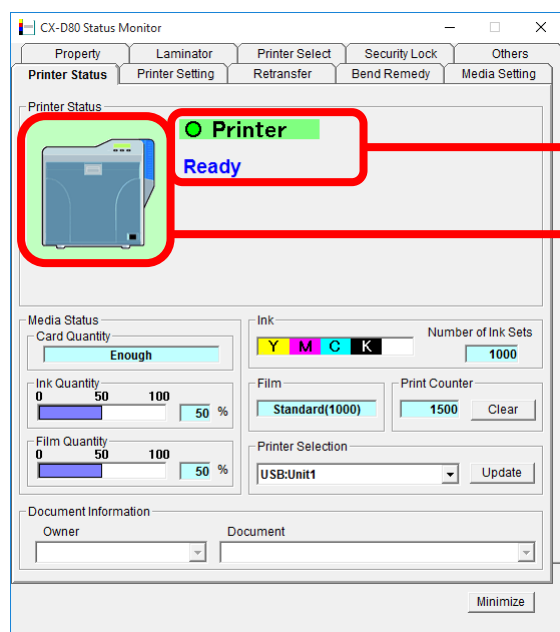 CX-D80 Status Monitor
Property Laminator Printer Select Security Lock Others
Printer Status Printer Setting Retransfer Bend Remedy Media Setting
Printer Status
Printer
Ready
Media Status
Card Quantity
Enough
Ink Quantity
0 50 100
50 %
Film Quantity
0 50 100
50 %
Ink
Y M C K
Number of Ink Sets
1000
Film
Standard(1000)
Print Counter
1500 Clear
Printer Selection
USB:Unit1 Update
Document Information
Owner Document
Minimize